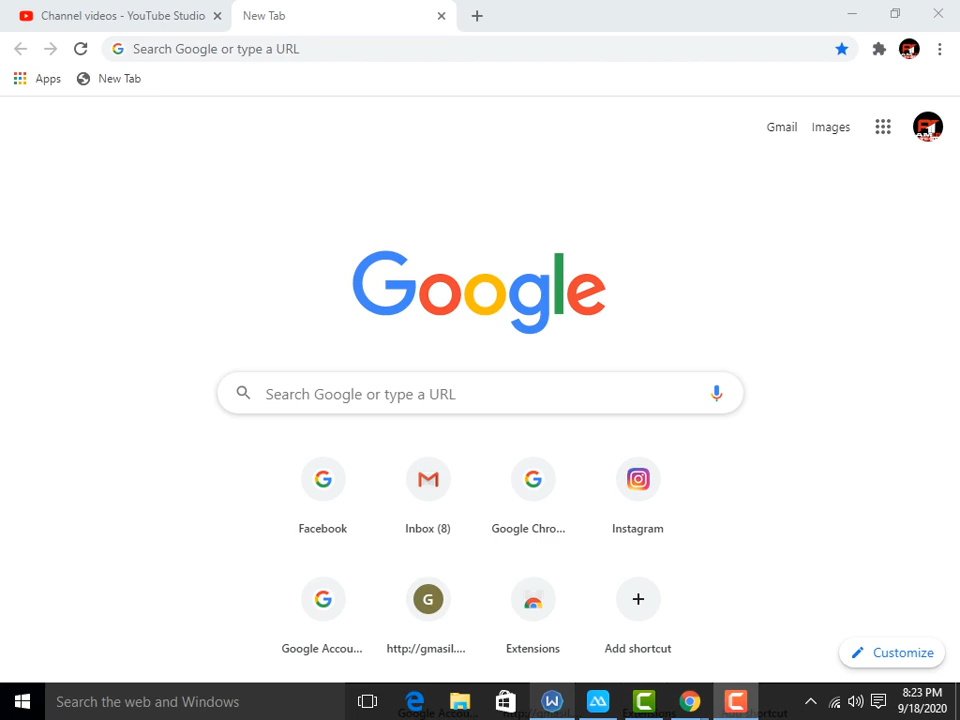 Channel videos - YouTube Studio
New Tab
Search Google or type a URL
Apps
New Tab
Gmail
Images
Google
Search Google or type a URL
Facebook
Inbox (8)
Google Chro...
Instagram
G
Google Accou...
http://gmasil....
Extensions
Add shortcut
Customize
Search the web and Windows
8:23 PM
9/18/2020